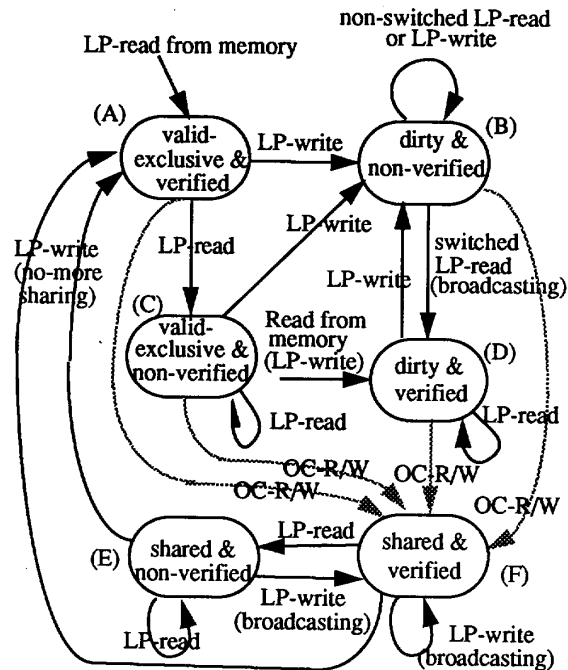 non-switched LP-read
or LP-write
LP-read from memory
(A)
(B)
valid-
exclusive &
verified
LP-write
dirty &
non-verified
LP-write
(no-more
sharing)
LP-read
LP-write
LP-write
switched
LP-read
(broadcasting)
(C)
valid-
exclusive &
non-verified
Read from
memory
(LP-write)
(D)
dirty &
verified
LP-read
LP-read
OC-R/W
OC-R/W
OC-R/W
OC-R/W
(E)
shared &
non-verified
LP-read
shared &
verified
(F)
LP-write
(broadcasting)
LP-read
LP-write
(broadcasting)